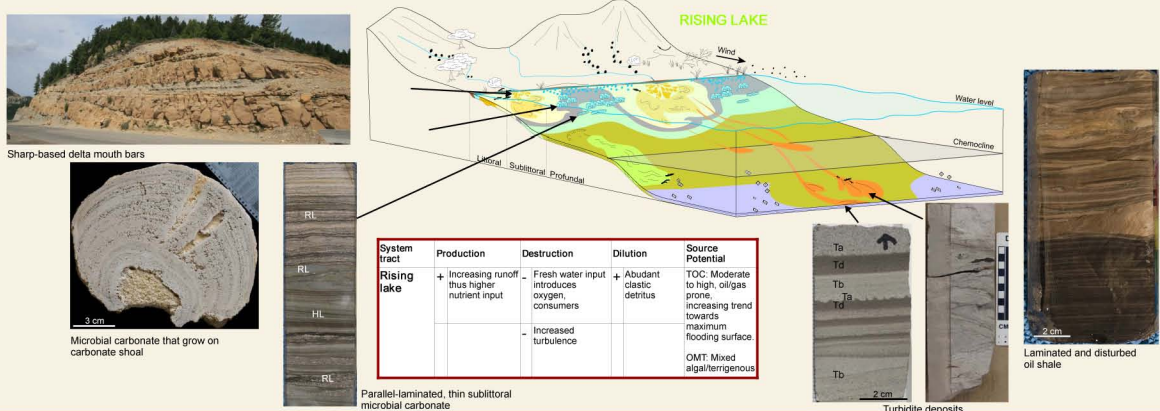 RISING LAKE
Wind
Water level
Chemocline
Littoral Sublittoral Profundal
Sharp-based delta mouth bars
3 cm
Microbial carbonate that grow on
carbonate shoal
RL
RL
HL
RL
Parallel-laminated, thin sublittoral
microbial carbonate
System tract Production Destruction Dilution Source Potential
Rising lake
+ Increasing runoff
thus higher
nutrient input
- Fresh water input
introduces
oxygen,
consumers
+ Abudant
clastic
detritus
TOC: Moderate
to high, oil/gas
prone,
increasing trend
towards
maximum
flooding surface.
- Increased
turbulence
OMT: Mixed
algal/terrigenous
Ta
Td
Tb
Ta
Td
Tb
2 cm
CM
Turbidite deposits
2 cm
Laminated and disturbed
oil shale